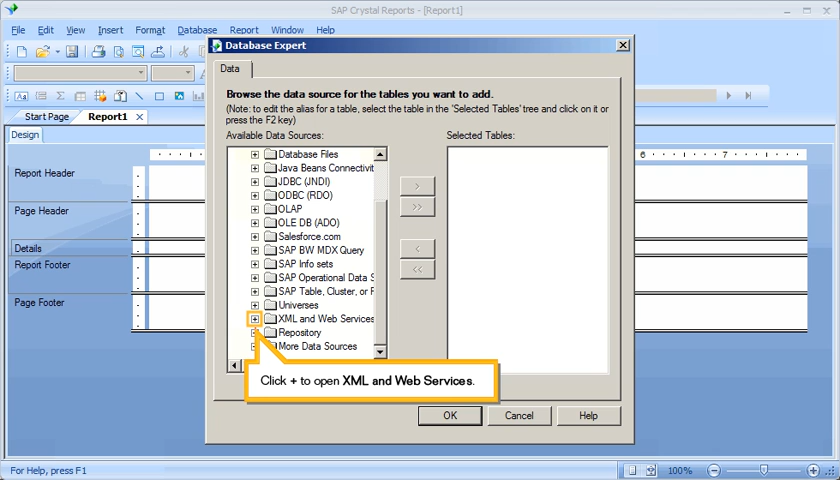 SAP Crystal Reports - [Report1]
File Edit View Insert Format Database Report Window Help
Start Page Report1
Design
Report Header
Page Header
Details
Report Footer
Page Footer
6 7
Database Expert
Data
Browse the data source for the tables you want to add.
(Note: to edit the alias for a table, select the table in the 'Selected Tables' tree and click on it or
press the F2 key)
Available Data Sources:
Selected Tables:
Database Files
Java Beans Connectivit
JDBC (JNDI)
ODBC (RDO)
OLAP
OLE DB (ADO)
Salesforce.com
SAP BW MDX Query
SAP Info sets
SAP Operational Data S
SAP Table, Cluster, or F
Universes
XML and Web Services
Repository
More Data Sources
>
>>
<
<<
Click + to open XML and Web Services.
OK Cancel Help
For Help, press F1
100%